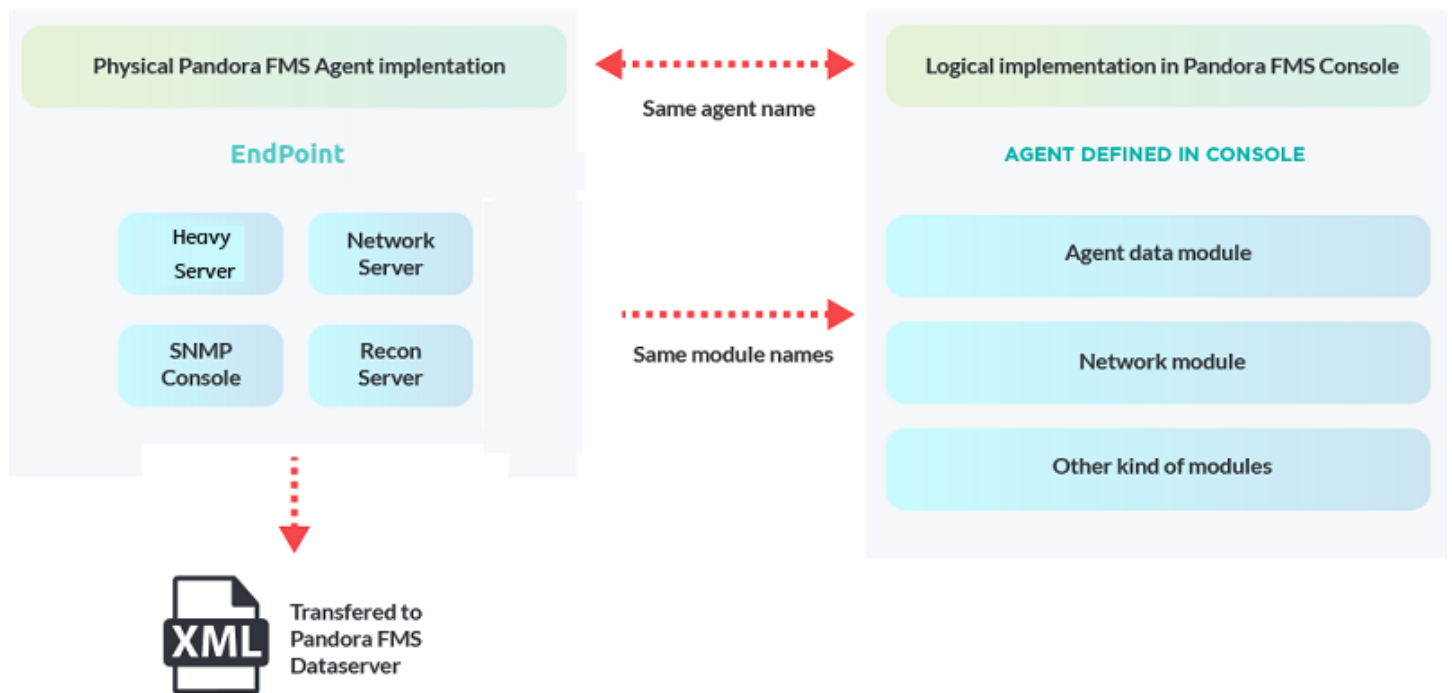 Physical Pandora FMS Agent implentation
Same agent name
Logical implementation in Pandora FMS Console
EndPoint
AGENT DEFINED IN CONSOLE
Heavy
Server
Network
Server
SNMP
Console
Recon
Server
Same module names
Agent data module
Network module
Other kind of modules
XML
Transfered to
Pandora FMS
Dataserver